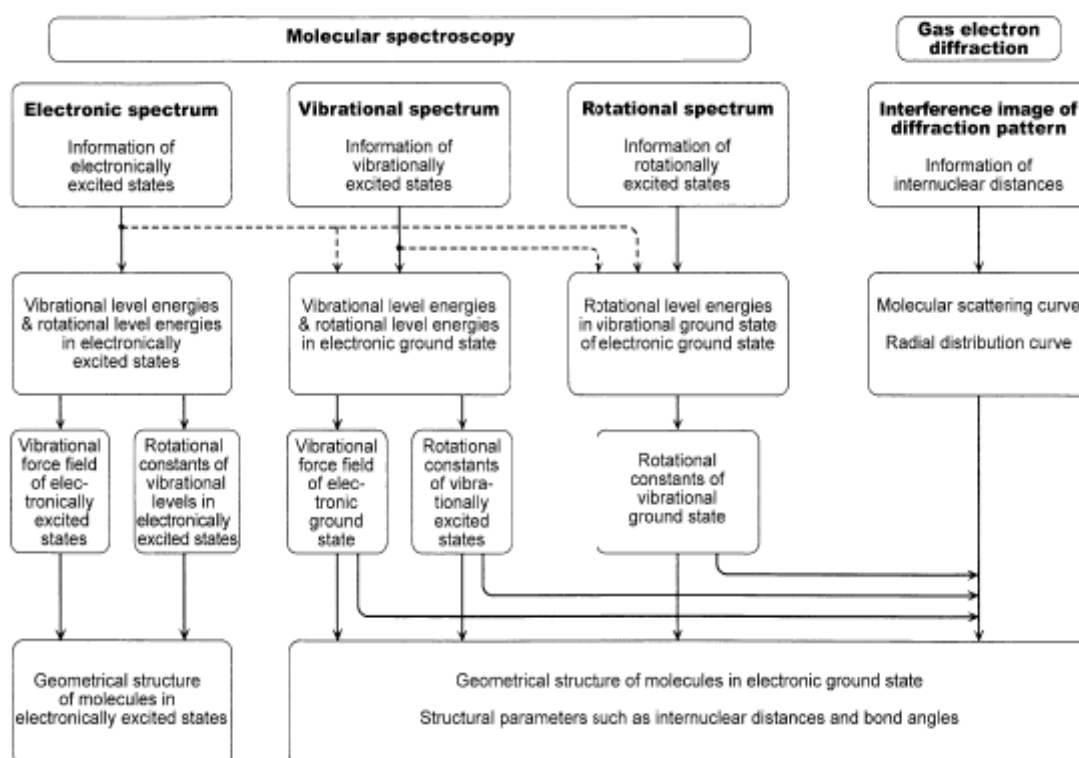 Molecular spectroscopy
Gas electron
diffraction
Electronic spectrum
Information of
electronically
excited states
Vibrational spectrum
Information of
vibrationally
excited states
Rotational spectrum
Information of
rotationally
excited states
Interference image of
diffraction pattern
Information of
internuclear distances
Vibrational level energies
& rotational level energies
in electronically
excited states
Vibrational level energies
& rotational level energies
in electronic ground state
Rotational level energies
in vibrational ground state
of electronic ground state
Molecular scattering curve
Radial distribution curve
Vibrational
force field
of elec-
tronically
excited
states
Rotational
constants of
vibrational
levels in
electronically
excited states
Vibrational
force field
of elec-
tronic
ground
state
Rotational
constants
of vibra-
tionally
excited
states
Rotational
constants of
vibrational
ground state
Geometrical structure
of molecules in
electronically excited states
Geometrical structure of molecules in electronic ground state
Structural parameters such as internuclear distances and bond angles